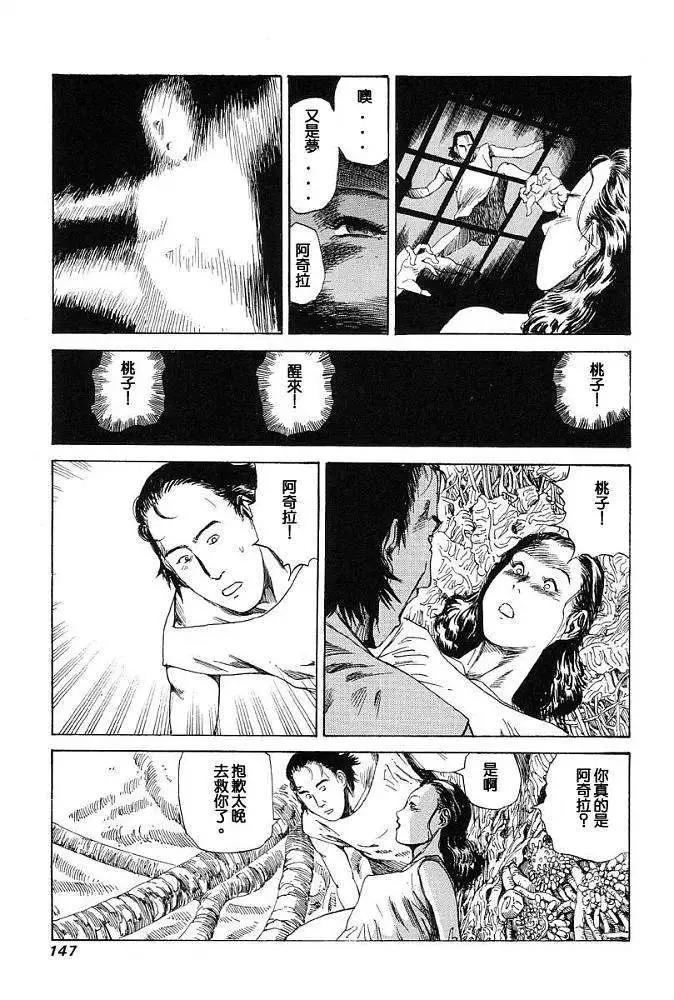 噢...
又是夢...
阿奇拉
桃子！
醒來！
桃子！
桃子！
阿奇拉！
你真的是
阿奇拉？
是啊
抱歉太晚
去救你了。
147